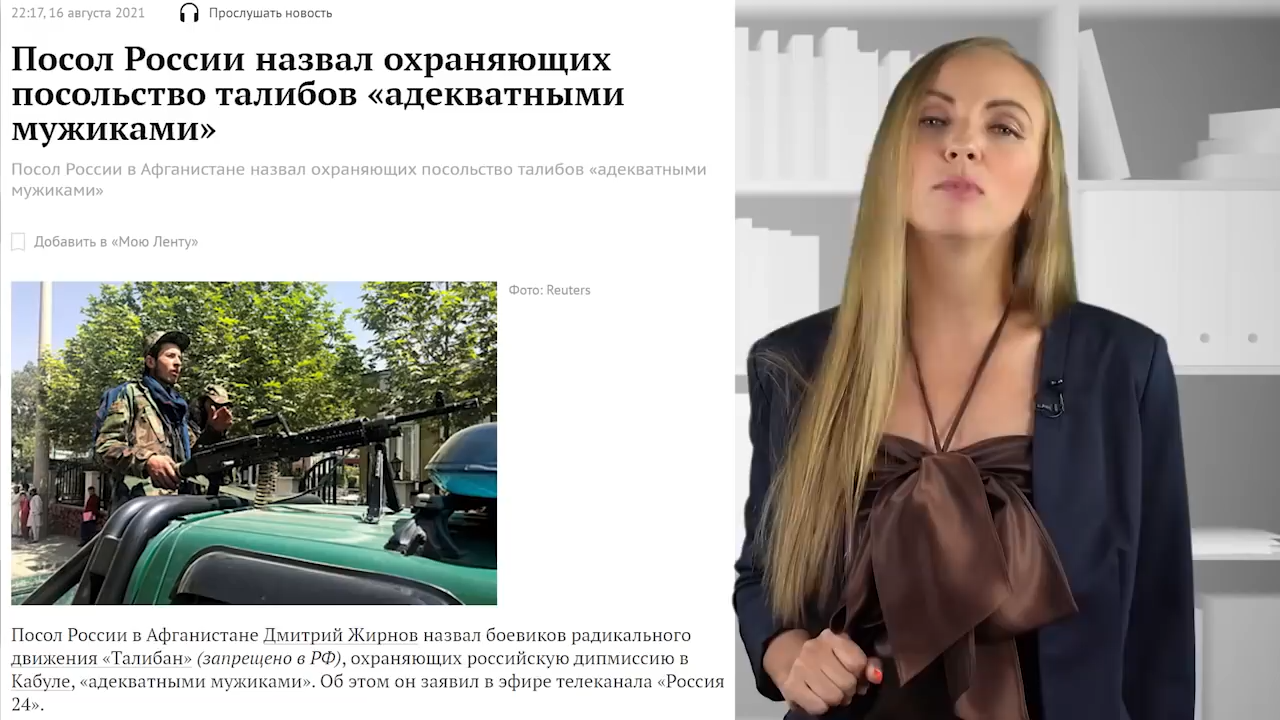 22:17, 16 августа 2021
Прослушать новость
Посол России назвал охраняющих
посольство талибов «адекватными
мужиками»
Посол России в Афганистане назвал охраняющих посольство талибов «адекватными
мужиками»
Добавить в «Мою Ленту»
Фото: Reuters
Посол России в Афганистане Дмитрий Жирнов назвал боевиков радикального
движения «Талибан» (запрещено в РФ), охраняющих российскую дипмиссию в
Кабуле, «адекватными мужиками». Об этом он заявил в эфире телеканала «Россия
24».